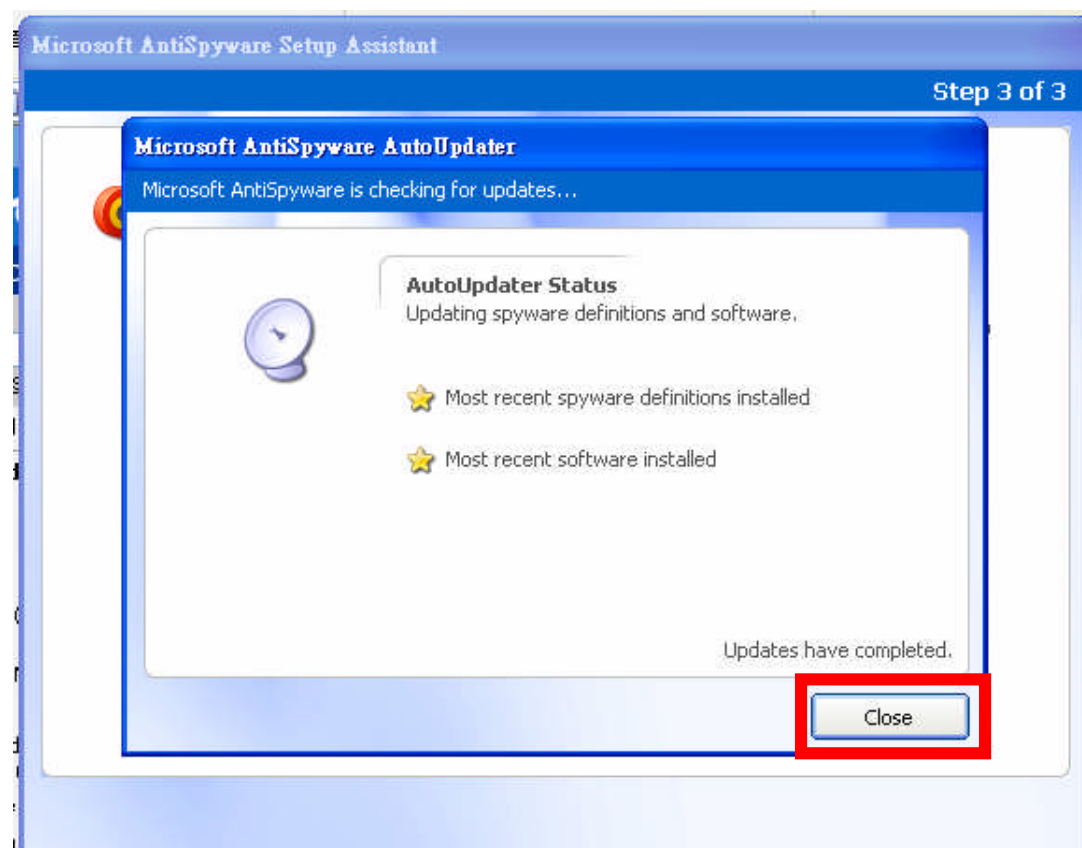 Microsoft AntiSpyware Setup Assistant
Step 3 of 3
Microsoft AntiSpyware AutoUpdater
Microsoft AntiSpyware is checking for updates...
AutoUpdater Status
Updating spyware definitions and software.
Most recent spyware definitions installed
Most recent software installed
Updates have completed.
Close